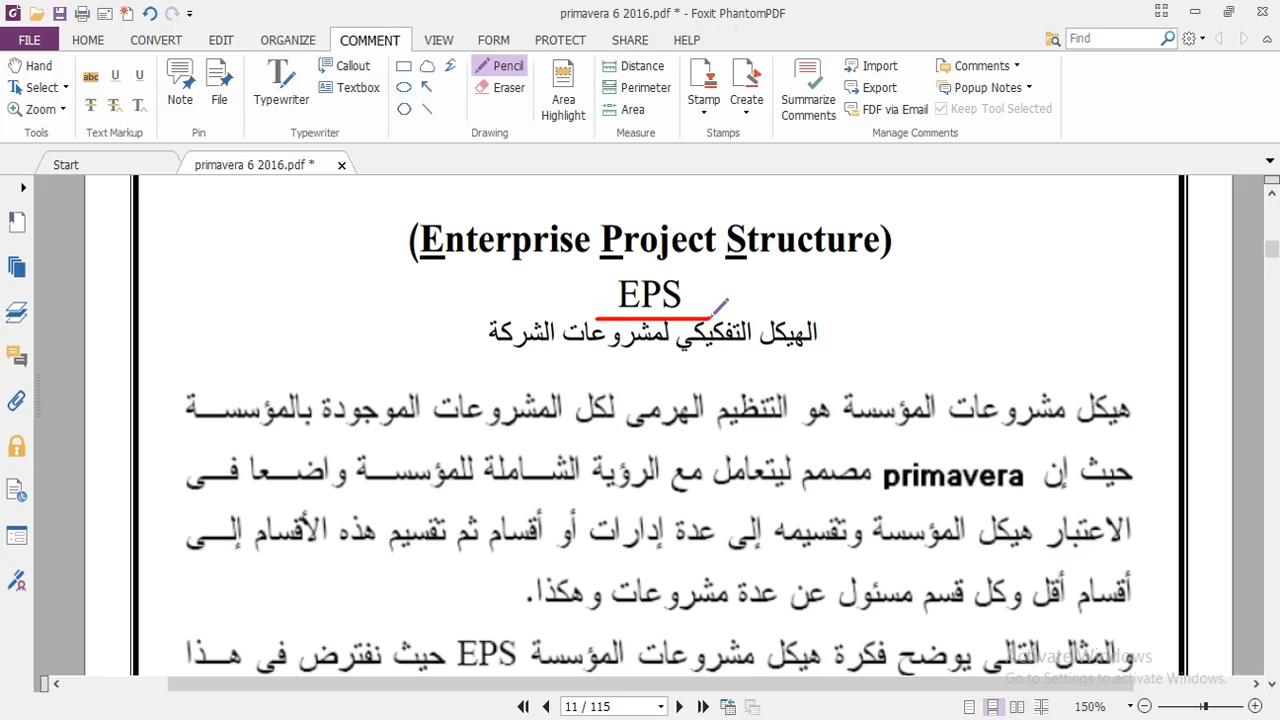 primavera 6 2016.pdf * - Foxit PhantomPDF
FILE HOME CONVERT EDIT ORGANIZE COMMENT VIEW FORM PROTECT SHARE HELP Find
Hand Select Zoom Tools
abc U U T T T Text Markup
Note File Pin
Typewriter Callout Textbox Typewriter
Pencil Eraser Area Highlight Drawing
Distance Perimeter Area Measure
Stamp Create Stamps
Summarize Comments Import Export FDF via Email Comments Popup Notes Keep Tool Selected Manage Comments
Start primavera 6 2016.pdf *
(Enterprise Project Structure)
EPS
الهيكل التفكيكي لمشروعات الشركة
هيكل مشروعات المؤسسة هو التنظيم الهرمى لكل المشروعات الموجودة بالمؤسسة
حيث إن primavera مصمم ليتعامل مع الرؤية الشاملة للمؤسسة واضعا فى
الاعتبار هيكل المؤسسة وتقسيمه إلى عدة إدارات أو أقسام ثم تقسيم هذه الأقسام إلى
أقسام أقل وكل قسم مسئول عن عدة مشروعات وهكذا.
والمثال التالى يوضح فكرة هيكل مشروعات المؤسسة EPS حيث نفترض فى هذا
Activate Windows
Go to Settings to activate Windows.
11 / 115 150%